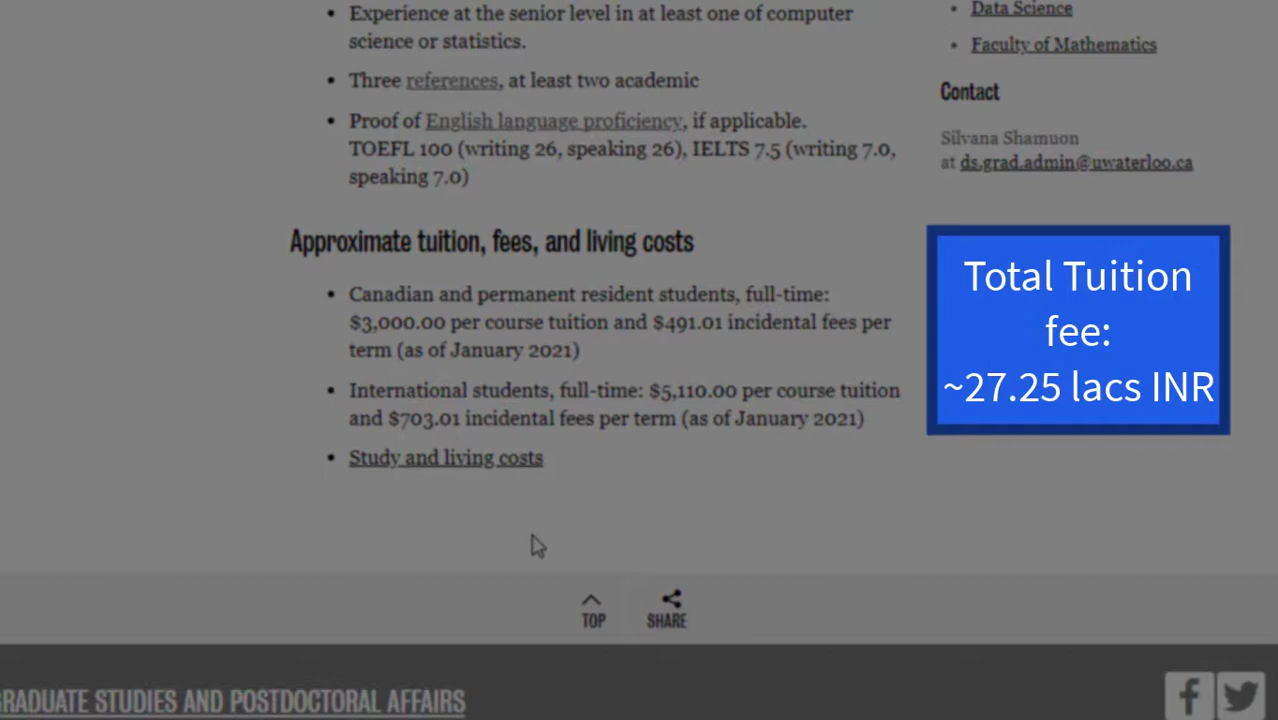 Experience at the senior level in at least one of computer
science or statistics.
Three references, at least two academic
Proof of English language proficiency, if applicable.
TOEFL 100 (writing 26, speaking 26), IELTS 7.5 (writing 7.0,
speaking 7.0)
Approximate tuition, fees, and living costs
Canadian and permanent resident students, full-time:
$3,000.00 per course tuition and $491.01 incidental fees per
term (as of January 2021)
International students, full-time: $5,110.00 per course tuition
and $703.01 incidental fees per term (as of January 2021)
Study and living costs
Data Science
Faculty of Mathematics
Contact
Silvana Shamuon
at ds.grad.admin@uwaterloo.ca
Total Tuition
fee:
~27.25 lacs INR
TOP
SHARE
GRADUATE STUDIES AND POSTDOCTORAL AFFAIRS